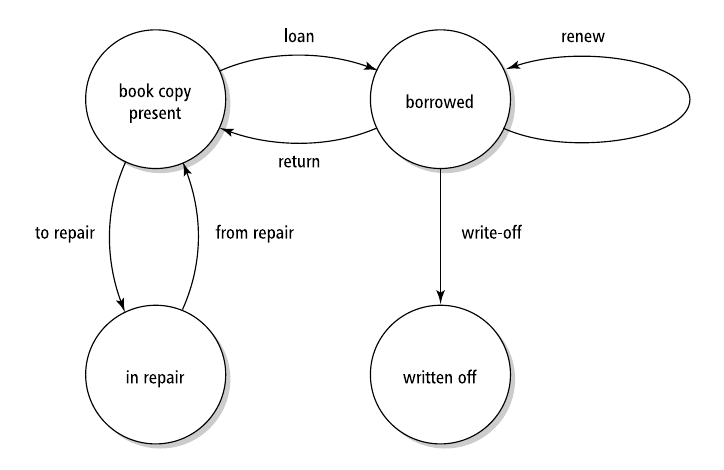 loan
renew
book copy
present
borrowed
return
to repair
from repair
write-off
in repair
written off